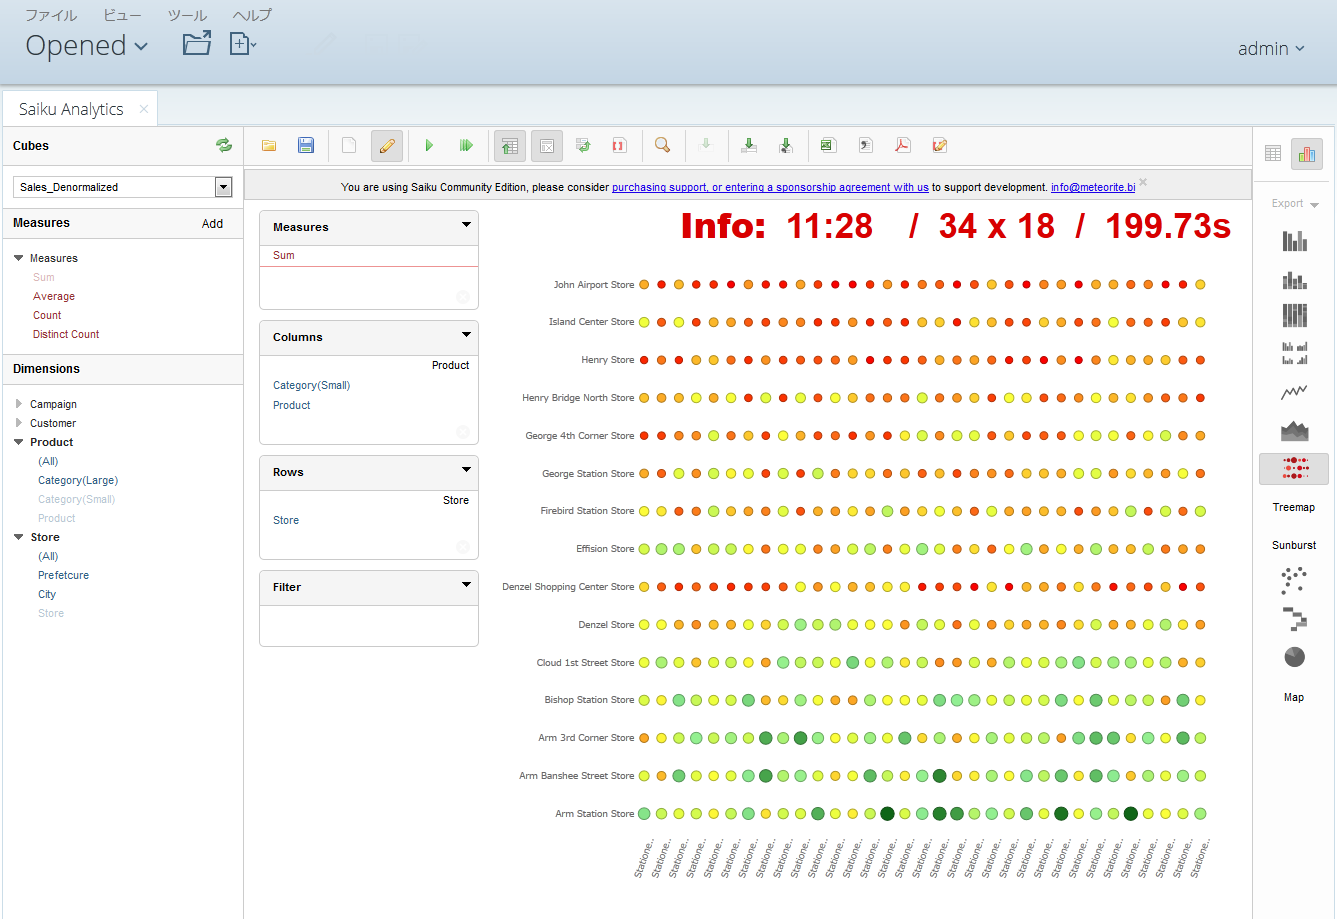 ファイル ビュー ツール ヘルプ
Opened
admin
Saiku Analytics
Cubes
Sales_Denormalized
Measures Add
Measures
Sum
Average
Count
Distinct Count
Dimensions
Campaign
Customer
Product
(All)
Category(Large)
Category(Small)
Product
Store
(All)
Prefetcure
City
Store
You are using Saiku Community Edition, please consider purchasing support, or entering a sponsorship agreement with us to support development. info@meteorite.bi
Measures
Sum
Columns
Product
Category(Small)
Product
Rows
Store
Store
Filter
Info: 11:28 / 34 x 18 / 199.73s
John Airport Store
Island Center Store
Henry Store
Henry Bridge North Store
George 4th Corner Store
George Station Store
Firebird Station Store
Effision Store
Denzel Shopping Center Store
Denzel Store
Cloud 1st Street Store
Bishop Station Store
Arm 3rd Corner Store
Arm Banshee Street Store
Arm Station Store
Statione.. Statione.. Statione.. Statione.. Statione.. Statione.. Statione.. Statione.. Statione.. Statione.. Statione.. Statione.. Statione.. Statione.. Statione.. Statione.. Statione.. Statione.. Statione.. Statione.. Statione.. Statione.. Statione.. Statione.. Statione.. Statione.. Statione.. Statione.. Statione.. Statione.. Statione.. Statione.. Statione..
Export
Treemap
Sunburst
Map